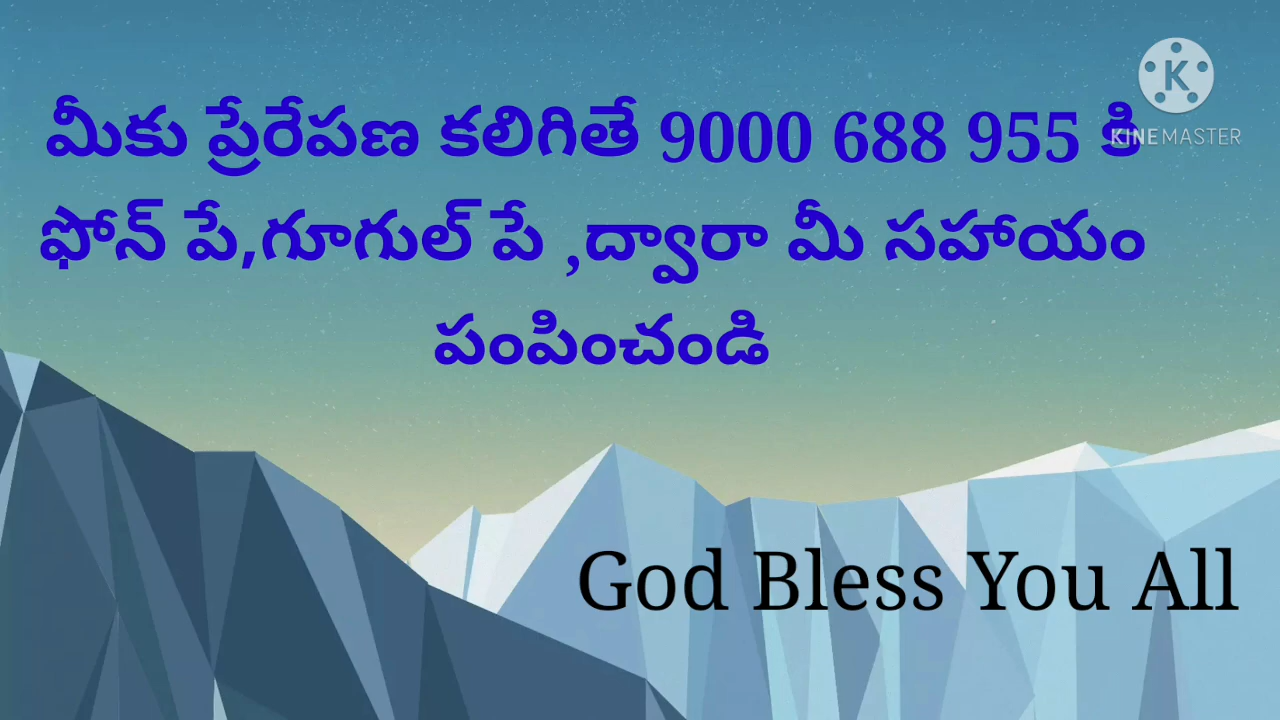 మీకు ప్రేరేపణ కలిగితే 9000 688 955 కి
ఫోన్ పే,గూగుల్ పే ,ద్వారా మీ సహాయం
పంపించండి
God Bless You All
K
KINEMASTER